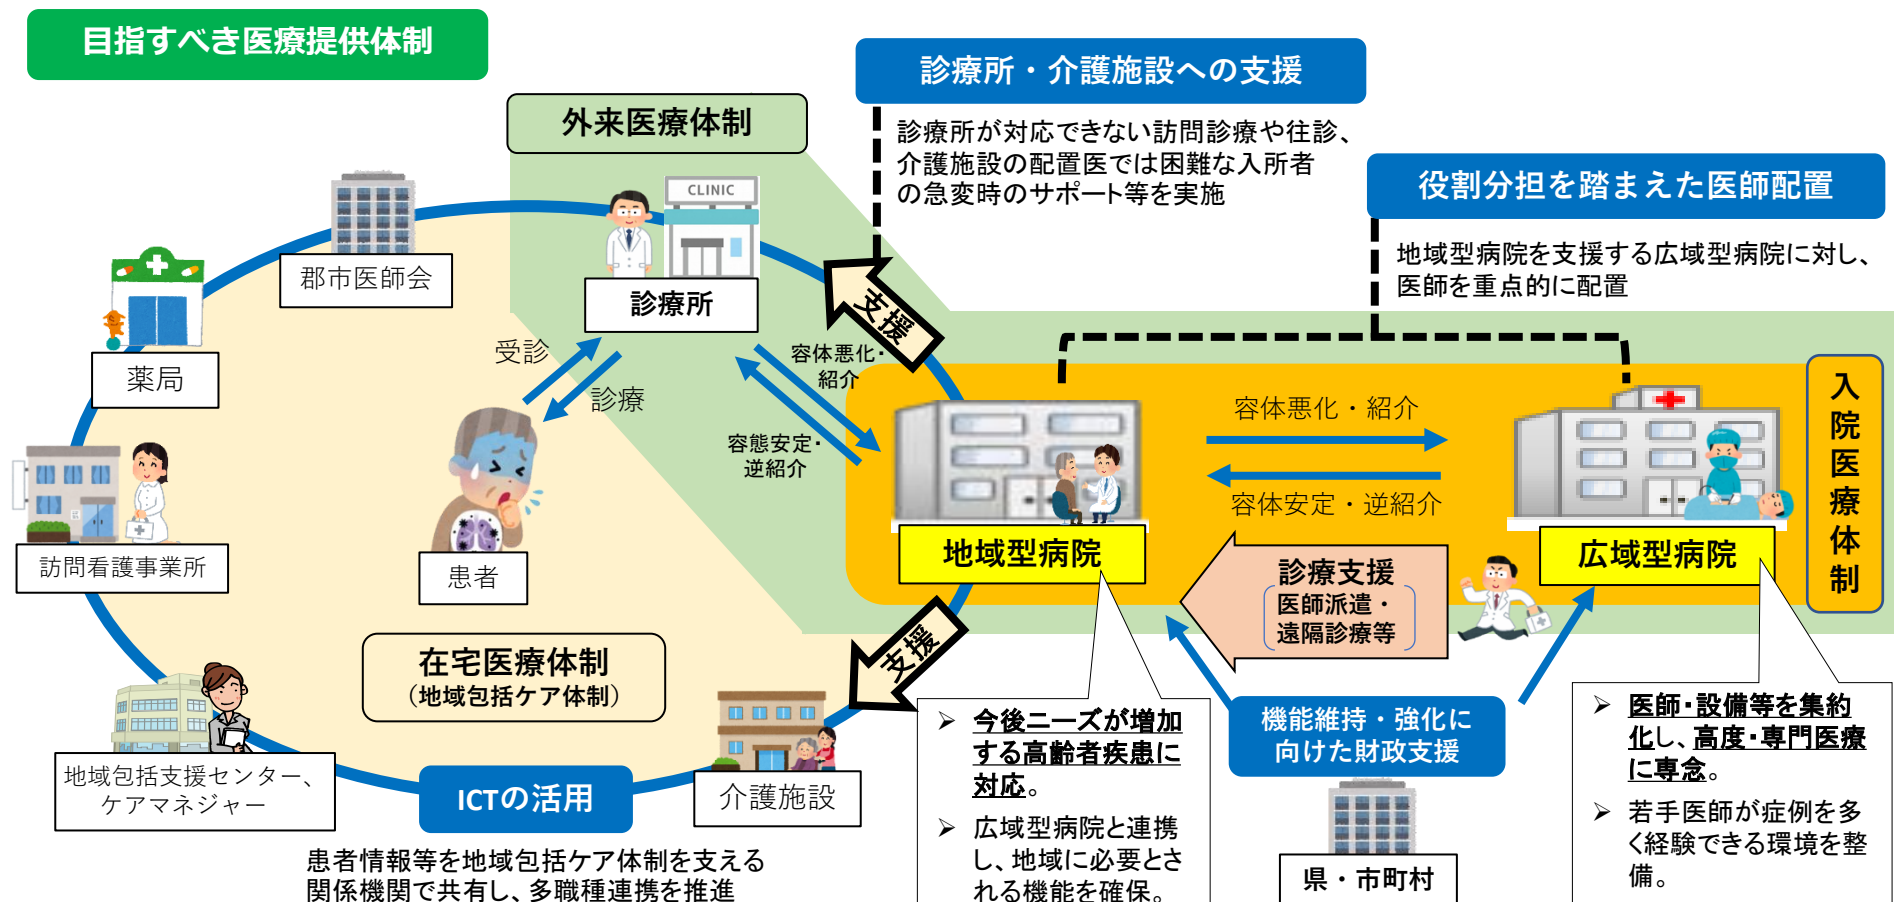 目指すべき医療提供体制
診療所・介護施設への支援
診療所が対応できない訪問診療や往診、
介護施設の配置医では困難な入所者
の急変時のサポート等を実施
役割分担を踏まえた医師配置
地域型病院を支援する広域型病院に対し、
医師を重点的に配置
外来医療体制
CLINIC
診療所
郡市医師会
薬局
訪問看護事業所
地域包括支援センター、
ケアマネジャー
介護施設
受診
診療
患者
在宅医療体制
（地域包括ケア体制）
ICTの活用
患者情報等を地域包括ケア体制を支える
関係機関で共有し、多職種連携を推進
支援
支援
容体悪化・
紹介
容態安定・
逆紹介
入院医療体制
地域型病院
容体悪化・紹介
容体安定・逆紹介
広域型病院
診療支援
医師派遣・
遠隔診療等
➢ 今後ニーズが増加
する高齢者疾患に
対応。
➢ 広域型病院と連携
し、地域に必要とさ
れる機能を確保。
機能維持・強化に
向けた財政支援
県・市町村
➢ 医師・設備等を集約
化し、高度・専門医療
に専念。
➢ 若手医師が症例を多
く経験できる環境を整
備。